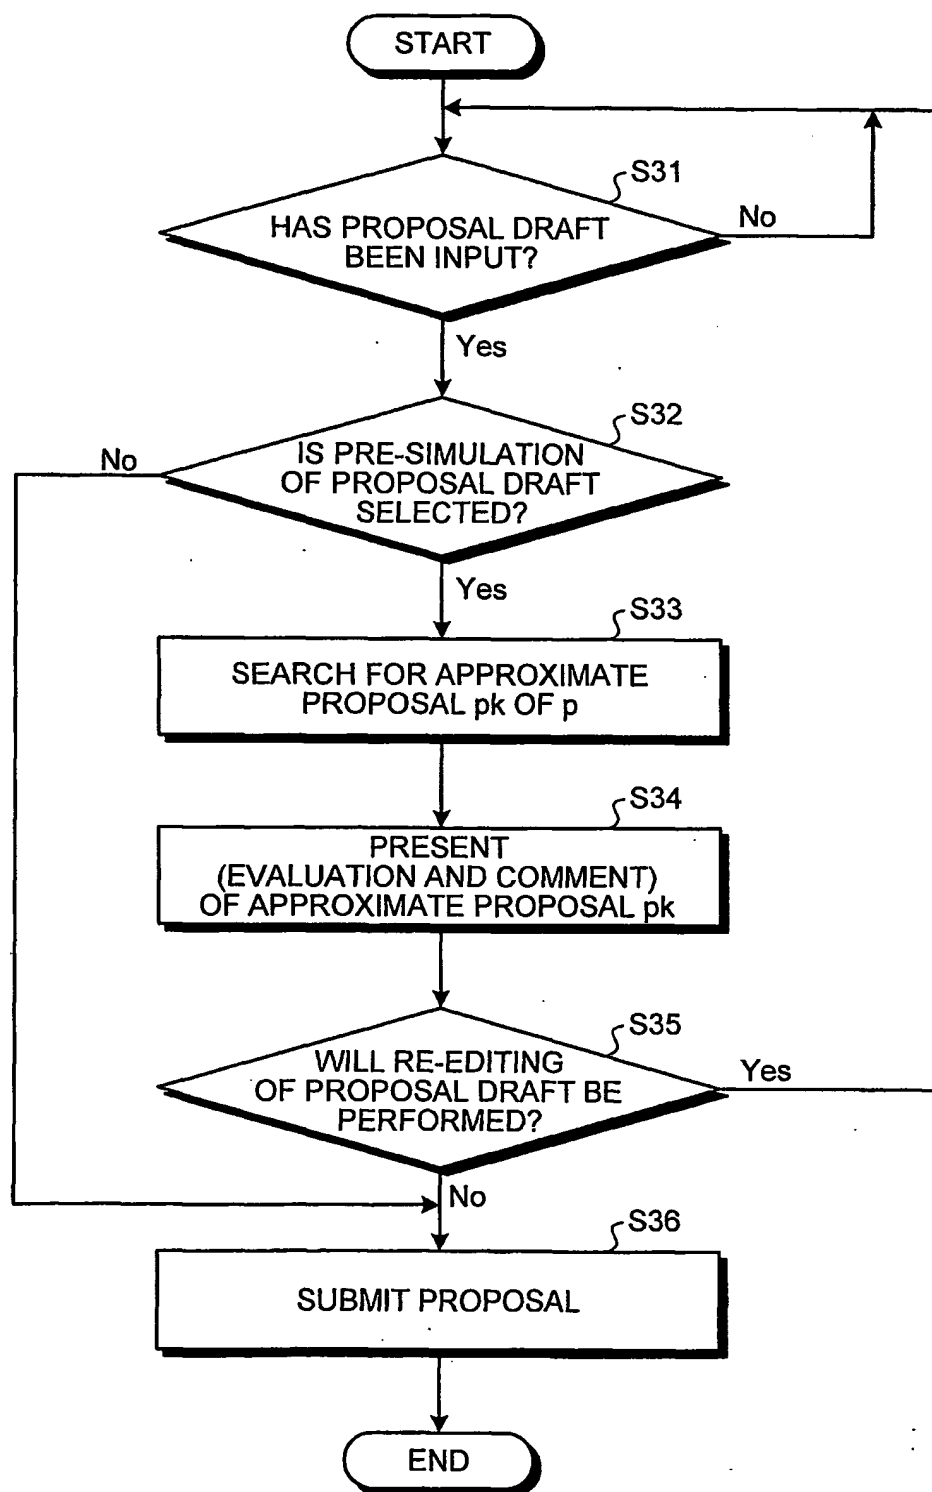 START
S31
HAS PROPOSAL DRAFT
BEEN INPUT?
No
Yes
S32
No
IS PRE-SIMULATION
OF PROPOSAL DRAFT
SELECTED?
Yes
S33
SEARCH FOR APPROXIMATE
PROPOSAL pk OF p
S34
PRESENT
(EVALUATION AND COMMENT)
OF APPROXIMATE PROPOSAL pk
S35
WILL RE-EDITING
OF PROPOSAL DRAFT BE
PERFORMED?
Yes
No
S36
SUBMIT PROPOSAL
END